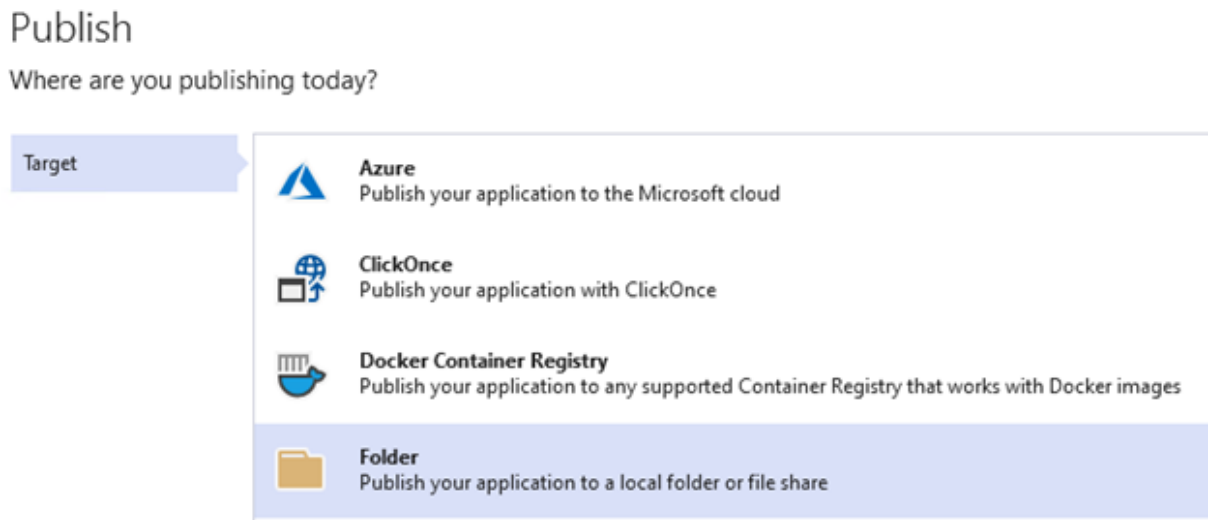 Publish
Where are you publishing today?
Target
Azure
Publish your application to the Microsoft cloud
ClickOnce
Publish your application with ClickOnce
Docker Container Registry
Publish your application to any supported Container Registry that works with Docker images
Folder
Publish your application to a local folder or file share